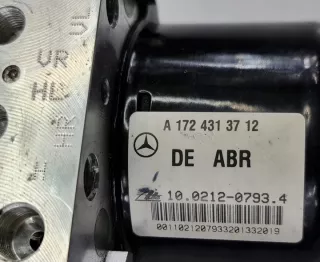 VR
HL
HR
A 172 431 37 12
DE ABR
10.0212-0793.4
0011021207933201332019